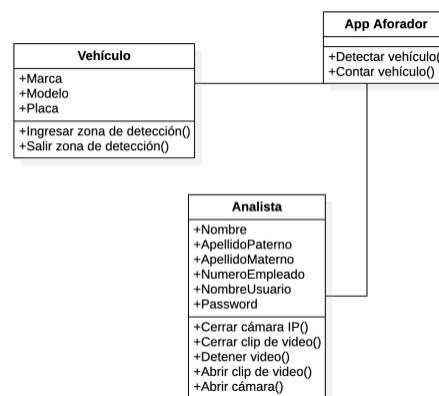 App Aforador
+Detectar vehículo()
+Contar vehículo()
Vehículo
+Marca
+Modelo
+Placa
+Ingresar zona de detección()
+Salir zona de detección()
Analista
+Nombre
+ApellidoPaterno
+ApellidoMaterno
+NumeroEmpleado
+NombreUsuario
+Password
+Cerrar cámara IP()
+Cerrar clip de video()
+Detener video()
+Abrir clip de video()
+Abrir cámara()